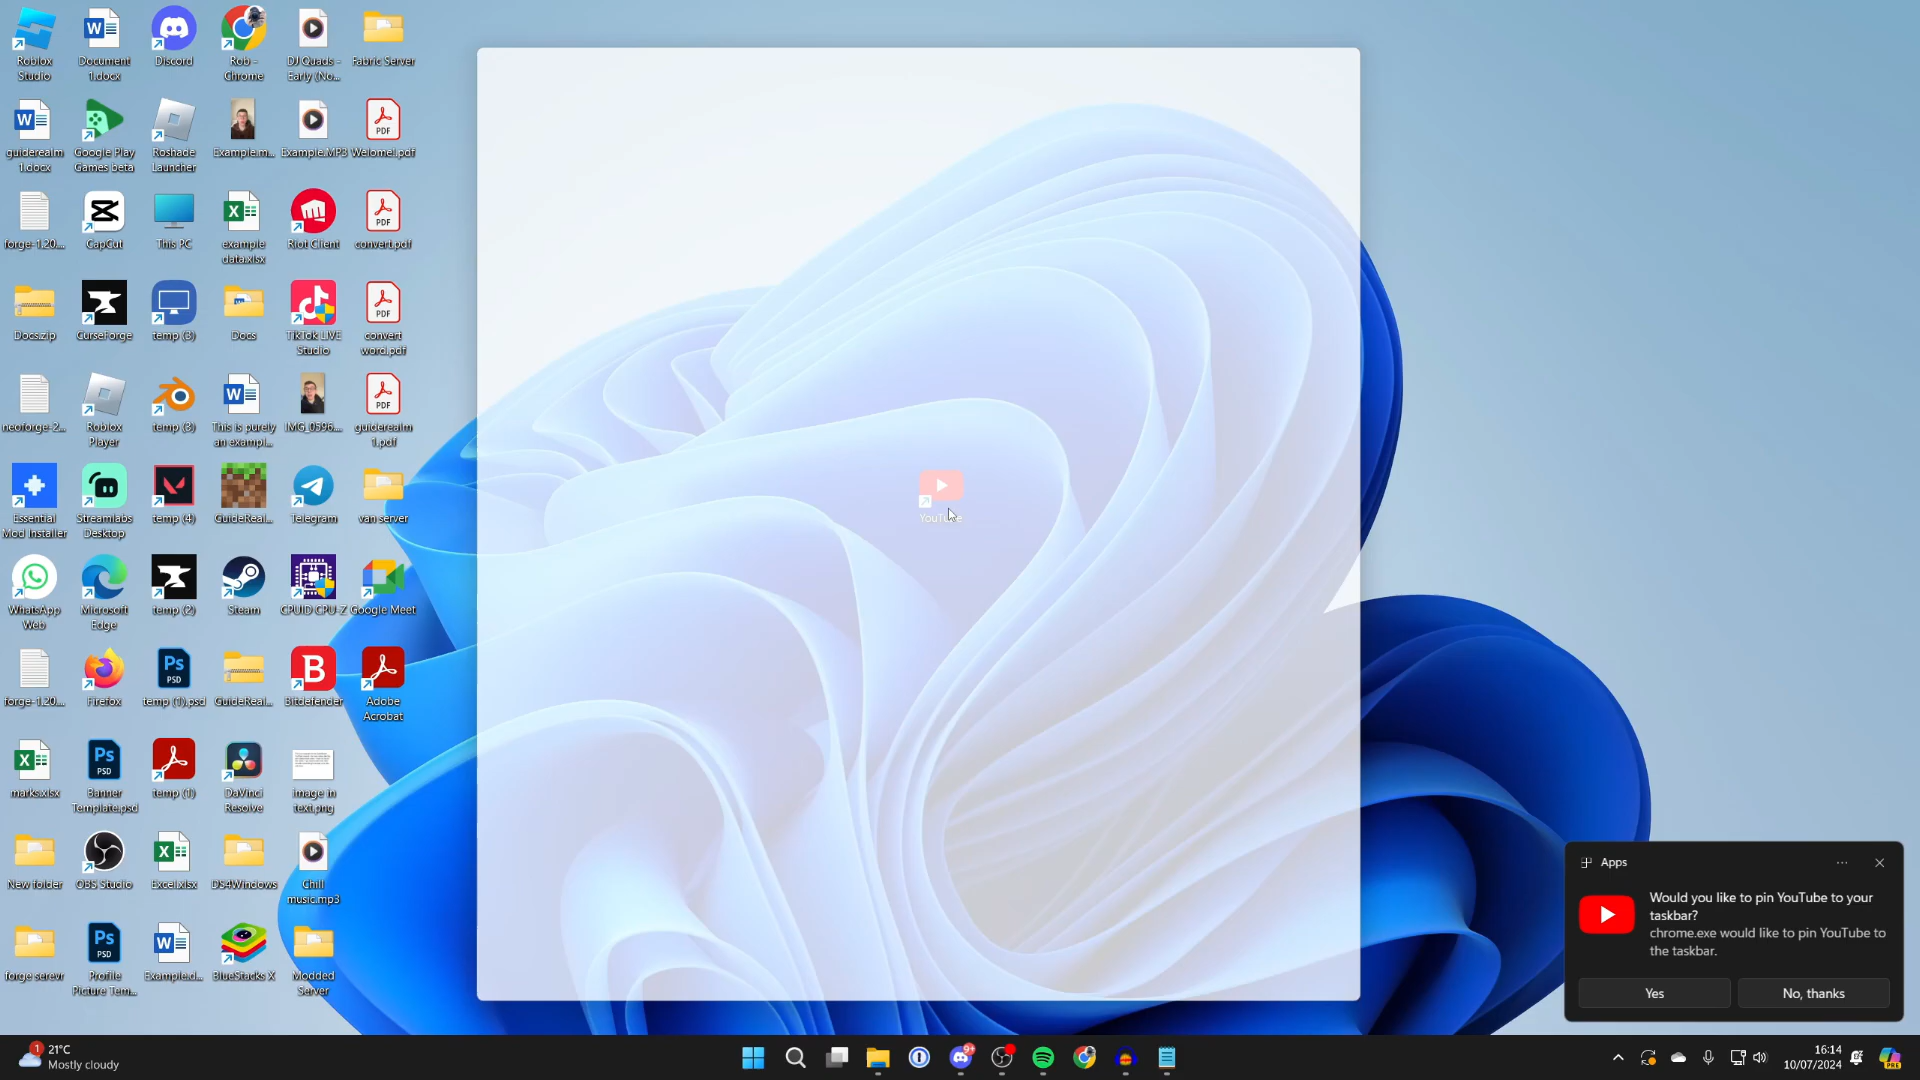 Roblox
Studio
Document
1.docx
Discord
Rob -
Chrome
DJ Quads -
Early (No...
Fabric Server
guiderealm
1.docx
Google Play
Games beta
Roshade
Launcher
Example.m...
Example.MP3
Welome!.pdf
forge-1.20....
CapCut
This PC
example
data.xlsx
Riot Client
convert.pdf
Docs.zip
Curseforge
temp (3)
Docs
TikTok LIVE
Studio
convert
word.pdf
neoforge-2...
Roblox
Player
temp (3)
This is purely
an exampl...
IMG_0396....
guiderealm
1.pdf
Essential
Mod Installer
Streamlabs
Desktop
temp (4)
GuideReal...
Telegram
van server
YouTube
WhatsApp
Web
Microsoft
Edge
temp (2)
Steam
CPUID CPU-Z
Google Meet
forge-1.20....
Firefox
temp (1).psd
GuideReal...
Bitdefender
Adobe
Acrobat
marks.xlsx
Banner
Template.psd
temp (1)
DaVinci
Resolve
image in
text.png
New folder
OBS Studio
Excel.xlsx
DS4Windows
Chill
music.mp3
forge serevr
Profile
Picture Tem...
Example.d...
BlueStacks X
Modded
Server
Apps
Would you like to pin YouTube to your
taskbar?
chrome.exe would like to pin YouTube to
the taskbar.
Yes
No, thanks
1
21°C
Mostly cloudy
9+
16:14
10/07/2024
PRE